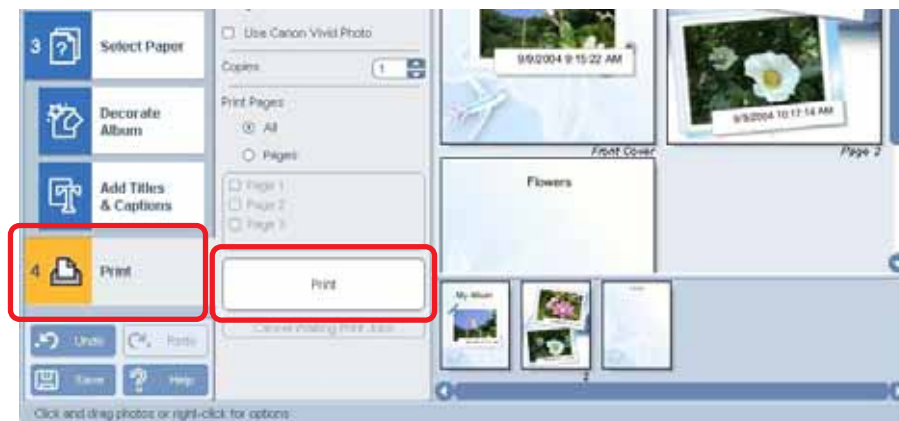 3 Select Paper
Decorate
Album
Add Titles
& Captions
4 Print
Undo
Redo
Save
Help
Use Canon Vivid Photo
Copies
1
Print Pages
All
Pages
Page 1
Page 2
Page 3
Print
Cancel Waiting Print Jobs
9/9/2004 9:15:22 AM
Front Cover
9/9/2004 10:17:14 AM
Page 2
Flowers
My Album
2
Click and drag photos or right-click for options